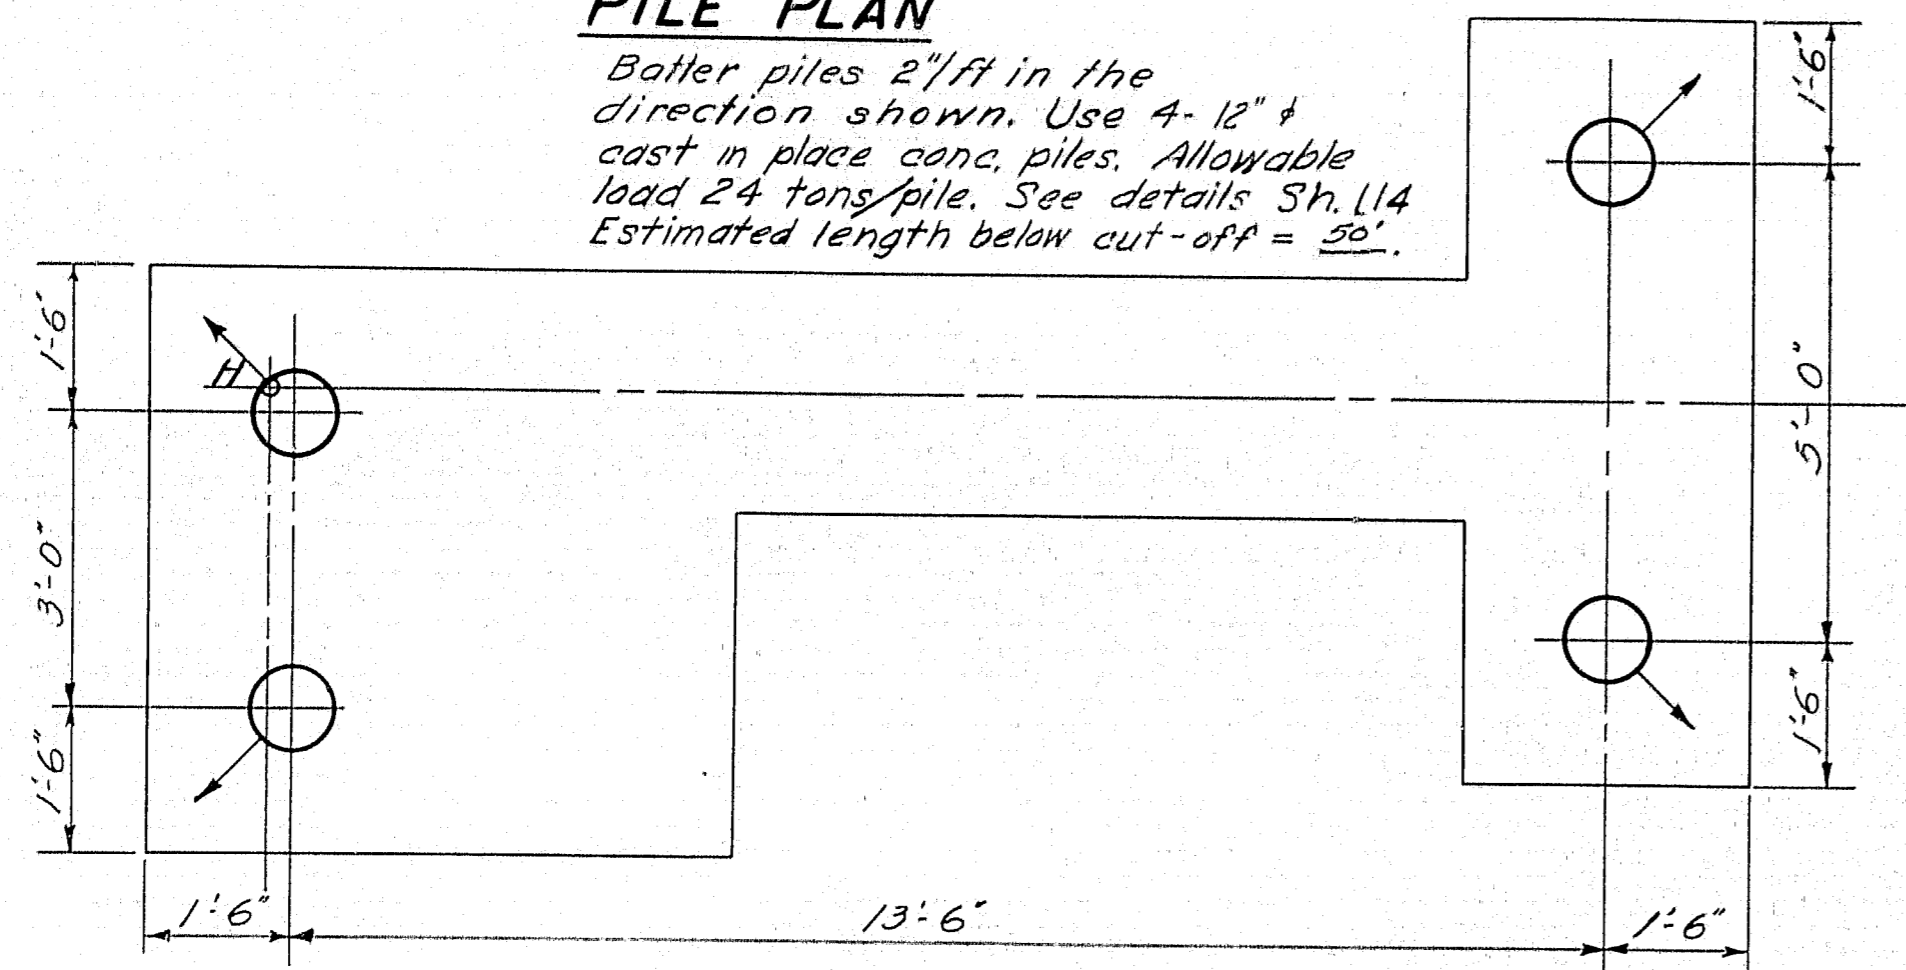 PILE PLAN
Batter piles 2"/ft in the
direction shown. Use 4-12" ϕ
cast in place conc. piles. Allowable
load 24 tons/pile. See details Sh. 114
Estimated length below cut-off = 50'.
1'-6"
5'-0"
1'-6"
1'-6"
H
3'-0"
1'-6"
1'-6"
13'-6"
1'-6"